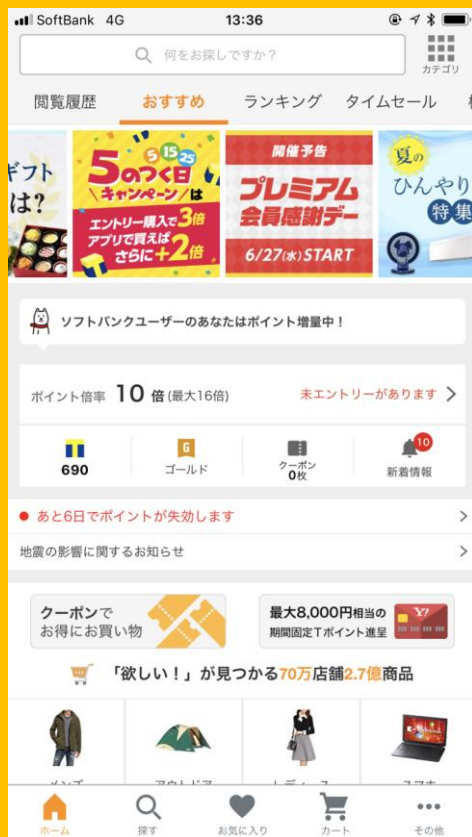 SoftBank 4G
13:36
何をお探しですか？
カテゴリ
閲覧履歴
おすすめ
ランキング
タイムセール
ギフト
は?
5のつく日
5 15 25
キャンペーン は
エントリー購入で3倍
アプリで買えば
さらに+2倍
開催予告
プレミアム
会員感謝デー
6/27(水)START
夏の
ひんやり
特集
ソフトバンクユーザーのあなたはポイント増量中！
ポイント倍率 10 倍 (最大16倍)
未エントリーがあります
690
G
ゴールド
クーポン
0枚
10
新着情報
あと6日でポイントが失効します
地震の影響に関するお知らせ
クーポンで
お得にお買い物
最大8,000円相当の
期間固定Tポイント進呈
Y!
「欲しい！」が見つかる70万店舗2.7億商品
ホーム
探す
お気に入り
カート
その他